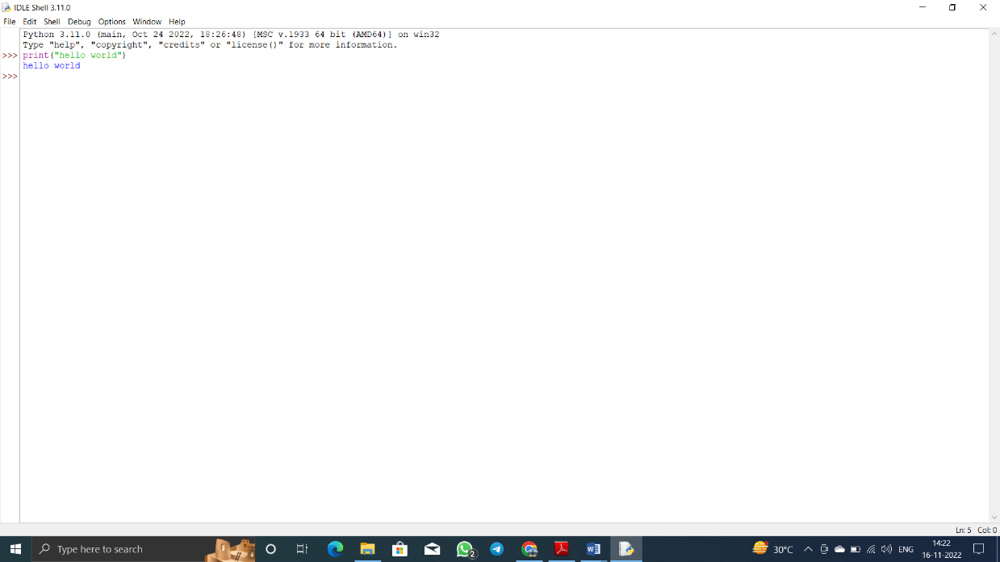 IDLE Shell 3.11.0
File Edit Shell Debug Options Window Help
Python 3.11.0 (main, Oct 24 2022, 18:26:48) [MSC v.1933 64 bit (AMD64)] on win32
Type "help", "copyright", "credits" or "license()" for more information.
>>> print("hello world")
hello world
>>>
Ln: 5 Col: 0
Type here to search
2
30°C
ENG
14:22
16-11-2022